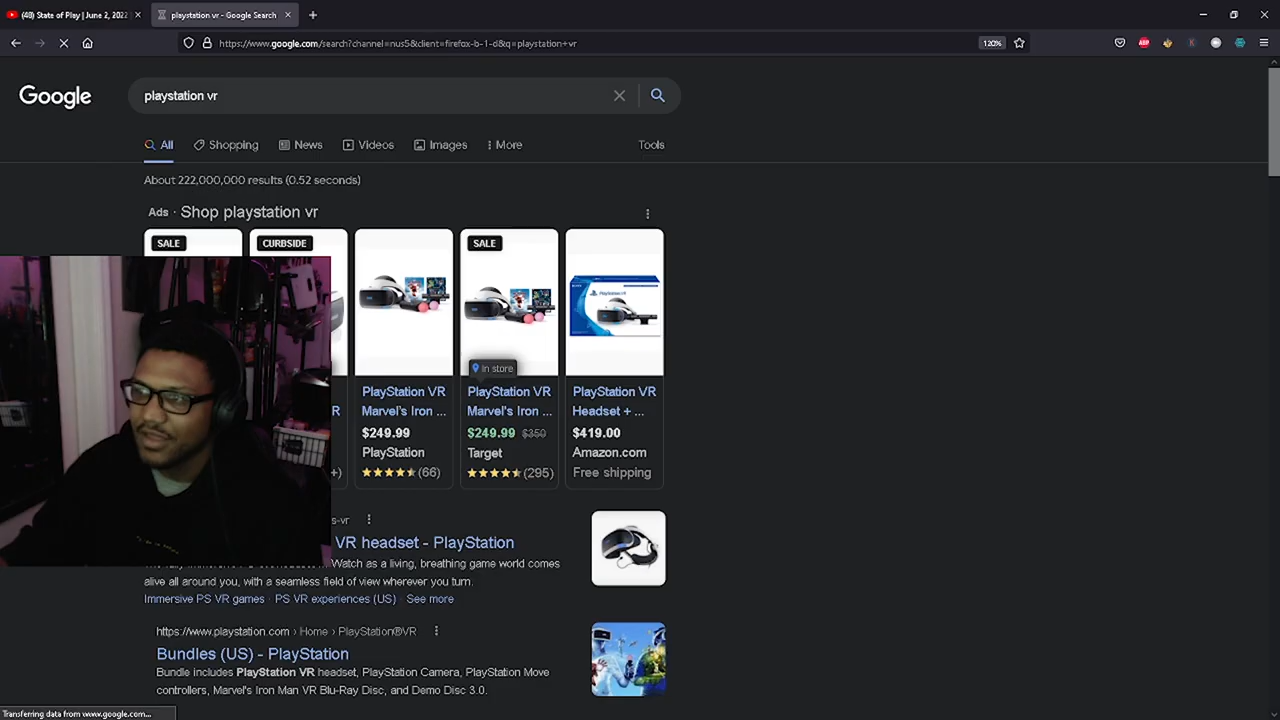 (48) State of Play | June 2, 2022
playstation vr - Google Search
https://www.google.com/search?channel=nus5&client=firefox-b-1-d&q=playstation+vr
120%
ABP
Google
playstation vr
All
Shopping
News
Videos
Images
More
Tools
About 222,000,000 results (0.52 seconds)
Ads · Shop playstation vr
SALE
CURBSIDE
SALE
In store
R
+)
PlayStation VR
Marvel's Iron ...
$249.99
PlayStation
(66)
PlayStation VR
Marvel's Iron ...
$249.99 $350
Target
(295)
PlayStation VR
Headset + ...
$419.00
Amazon.com
Free shipping
s-vr
VR headset - PlayStation
Watch as a living, breathing game world comes
alive all around you, with a seamless field of view wherever you turn.
Immersive PS VR games · PS VR experiences (US) · See more
https://www.playstation.com › Home › PlayStation®VR
Bundles (US) - PlayStation
Bundle includes PlayStation VR headset, PlayStation Camera, PlayStation Move
controllers, Marvel's Iron Man VR Blu-Ray Disc, and Demo Disc 3.0.
Transferring data from www.google.com...